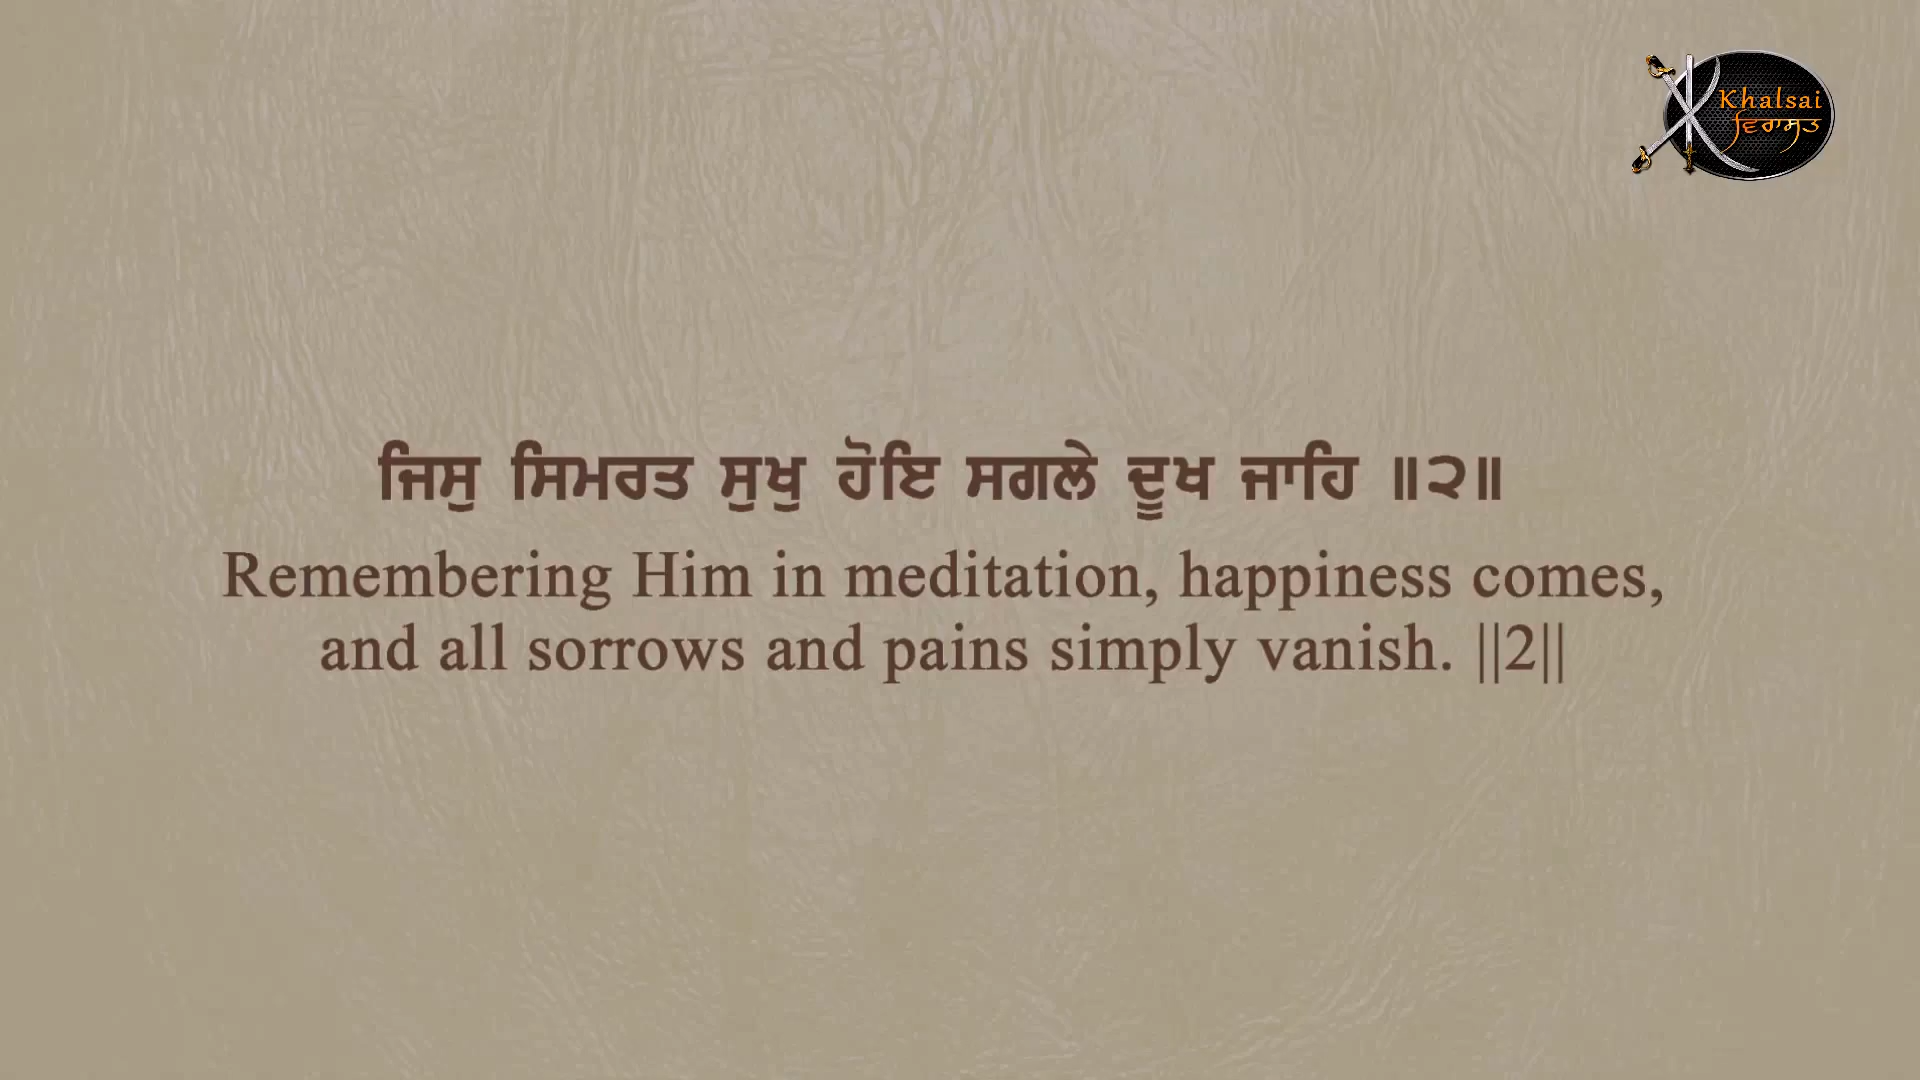 Khalsai
ਵਿਰਾਸਤ
ਜਿਸੁ ਸਿਮਰਤ ਸੁਖੁ ਹੋਇ ਸਗਲੇ ਦੂਖ ਜਾਹਿ ॥੨॥
Remembering Him in meditation, happiness comes,
and all sorrows and pains simply vanish. ||2||